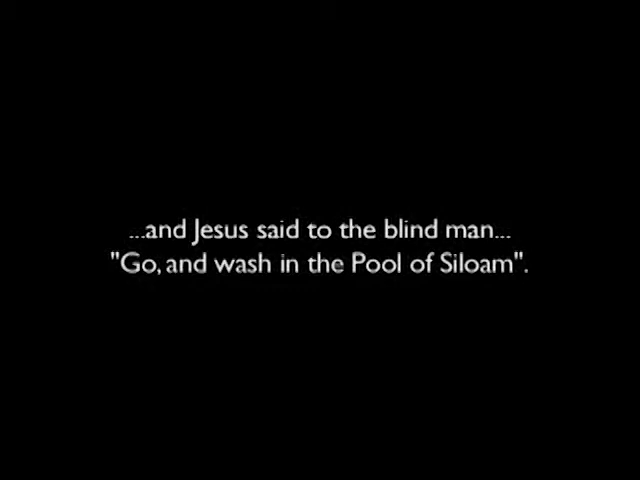 ...and Jesus said to the blind man...
"Go, and wash in the Pool of Siloam".